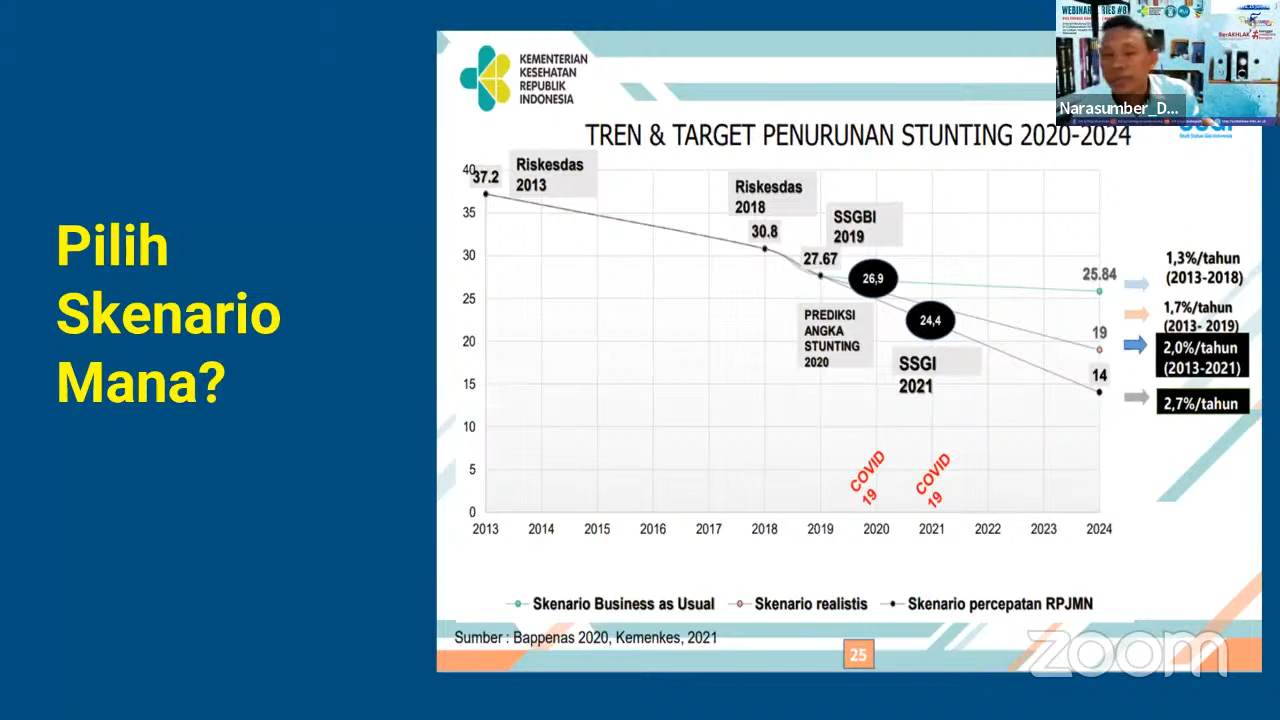 Pilih
Skenario
Mana?
KEMENTERIAN
KESEHATAN
REPUBLIK
INDONESIA
WEBINAR SERIES #8
BerAKHLAK
Narasumber_D...
TREN & TARGET PENURUNAN STUNTING 2020-2024
40
35
30
25
20
15
10
5
0
37.2
Riskesdas
2013
Riskesdas
2018
30.8
SSGBI
2019
27.67
26,9
PREDIKSI
ANGKA
STUNTING
2020
24,4
SSGI
2021
25.84
19
14
1,3%/tahun
(2013-2018)
1,7%/tahun
(2013- 2019)
2,0%/tahun
(2013-2021)
2,7%/tahun
COVID
19
COVID
19
2013 2014 2015 2016 2017 2018 2019 2020 2021 2022 2023 2024
Skenario Business as Usual Skenario realistis Skenario percepatan RPJMN
Sumber : Bappenas 2020, Kemenkes, 2021
25
zoom